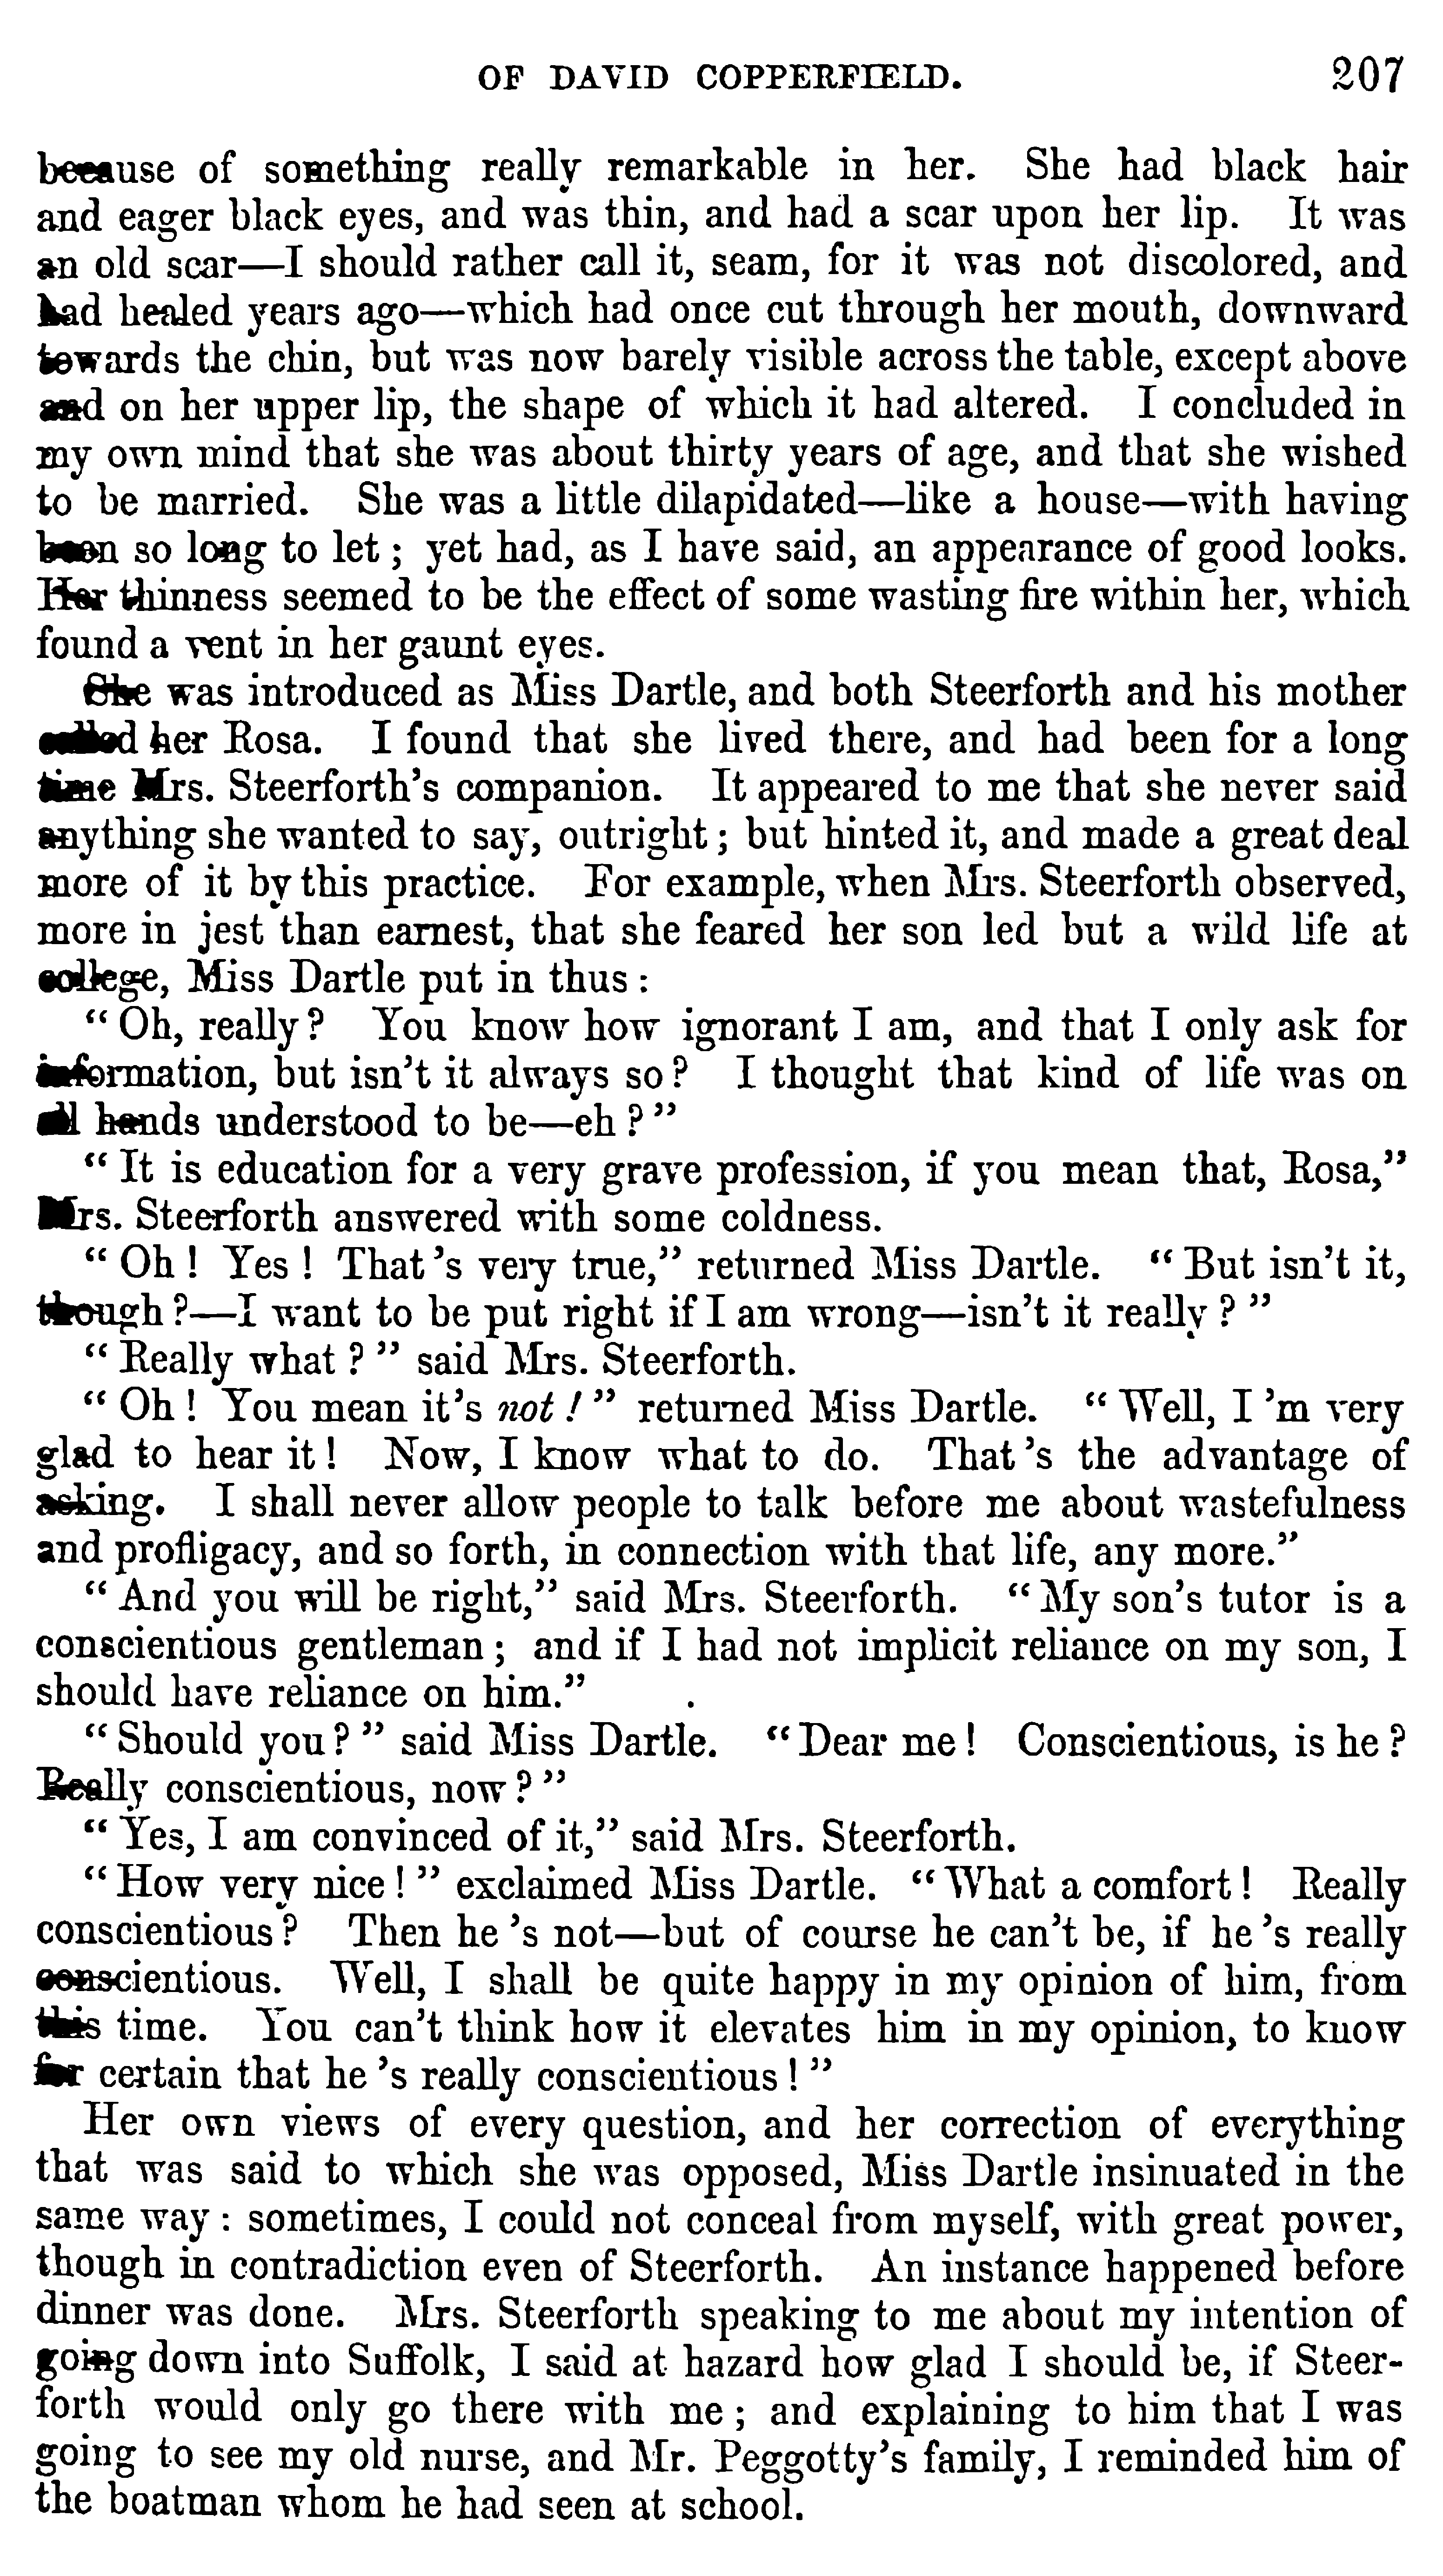 OF DAVID COPPERFIELD. 207
because of something really remarkable in her. She had black hair
and eager black eyes, and was thin, and had a scar upon her lip. It was
an old scar—I should rather call it, seam, for it was not discolored, and
had healed years ago—which had once cut through her mouth, downward
towards the chin, but was now barely visible across the table, except above
and on her upper lip, the shape of which it had altered. I concluded in
my own mind that she was about thirty years of age, and that she wished
to be married. She was a little dilapidated—like a house—with having
been so long to let; yet had, as I have said, an appearance of good looks.
Her thinness seemed to be the effect of some wasting fire within her, which
found a vent in her gaunt eyes.
She was introduced as Miss Dartle, and both Steerforth and his mother
called her Rosa. I found that she lived there, and had been for a long
time Mrs. Steerforth's companion. It appeared to me that she never said
anything she wanted to say, outright; but hinted it, and made a great deal
more of it by this practice. For example, when Mrs. Steerforth observed,
more in jest than earnest, that she feared her son led but a wild life at
college, Miss Dartle put in thus:
"Oh, really? You know how ignorant I am, and that I only ask for
information, but isn't it always so? I thought that kind of life was on
all hands understood to be—eh?"
"It is education for a very grave profession, if you mean that, Rosa,"
Mrs. Steerforth answered with some coldness.
"Oh! Yes! That's very true," returned Miss Dartle. "But isn't it,
though?—I want to be put right if I am wrong—isn't it really?"
"Really what?" said Mrs. Steerforth.
"Oh! You mean it's not!" returned Miss Dartle. "Well, I'm very
glad to hear it! Now, I know what to do. That's the advantage of
asking. I shall never allow people to talk before me about wastefulness
and profligacy, and so forth, in connection with that life, any more."
"And you will be right," said Mrs. Steerforth. "My son's tutor is a
conscientious gentleman; and if I had not implicit reliance on my son, I
should have reliance on him."
"Should you?" said Miss Dartle. "Dear me! Conscientious, is he?
Really conscientious, now?"
"Yes, I am convinced of it," said Mrs. Steerforth.
"How very nice!" exclaimed Miss Dartle. "What a comfort! Really
conscientious? Then he's not—but of course he can't be, if he's really
conscientious. Well, I shall be quite happy in my opinion of him, from
this time. You can't think how it elevates him in my opinion, to know
for certain that he's really conscientious!"
Her own views of every question, and her correction of everything
that was said to which she was opposed, Miss Dartle insinuated in the
same way: sometimes, I could not conceal from myself, with great power,
though in contradiction even of Steerforth. An instance happened before
dinner was done. Mrs. Steerforth speaking to me about my intention of
going down into Suffolk, I said at hazard how glad I should be, if Steer-
forth would only go there with me; and explaining to him that I was
going to see my old nurse, and Mr. Peggotty's family, I reminded him of
the boatman whom he had seen at school.